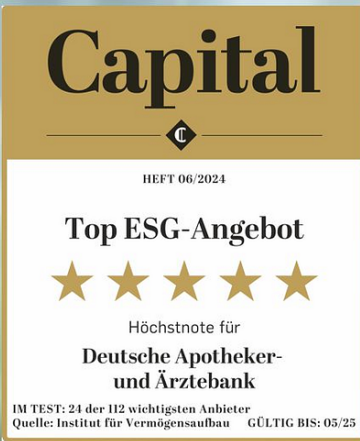 Capital
HEFT 06/2024
Top ESG-Angebot
Höchstnote für
Deutsche Apotheker-
und Ärztebank
IM TEST: 24 der 112 wichtigsten Anbieter
Quelle: Institut für Vermögensaufbau GÜLTIG BIS: 05/25